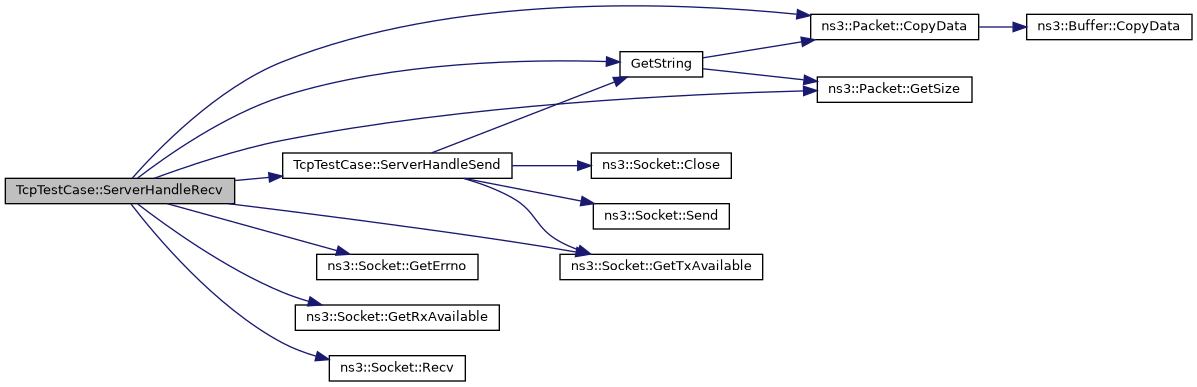 ns3::Packet::CopyData
ns3::Buffer::CopyData
GetString
ns3::Packet::GetSize
TcpTestCase::ServerHandleSend
ns3::Socket::Close
TcpTestCase::ServerHandleRecv
ns3::Socket::Send
ns3::Socket::GetErrno
ns3::Socket::GetTxAvailable
ns3::Socket::GetRxAvailable
ns3::Socket::Recv